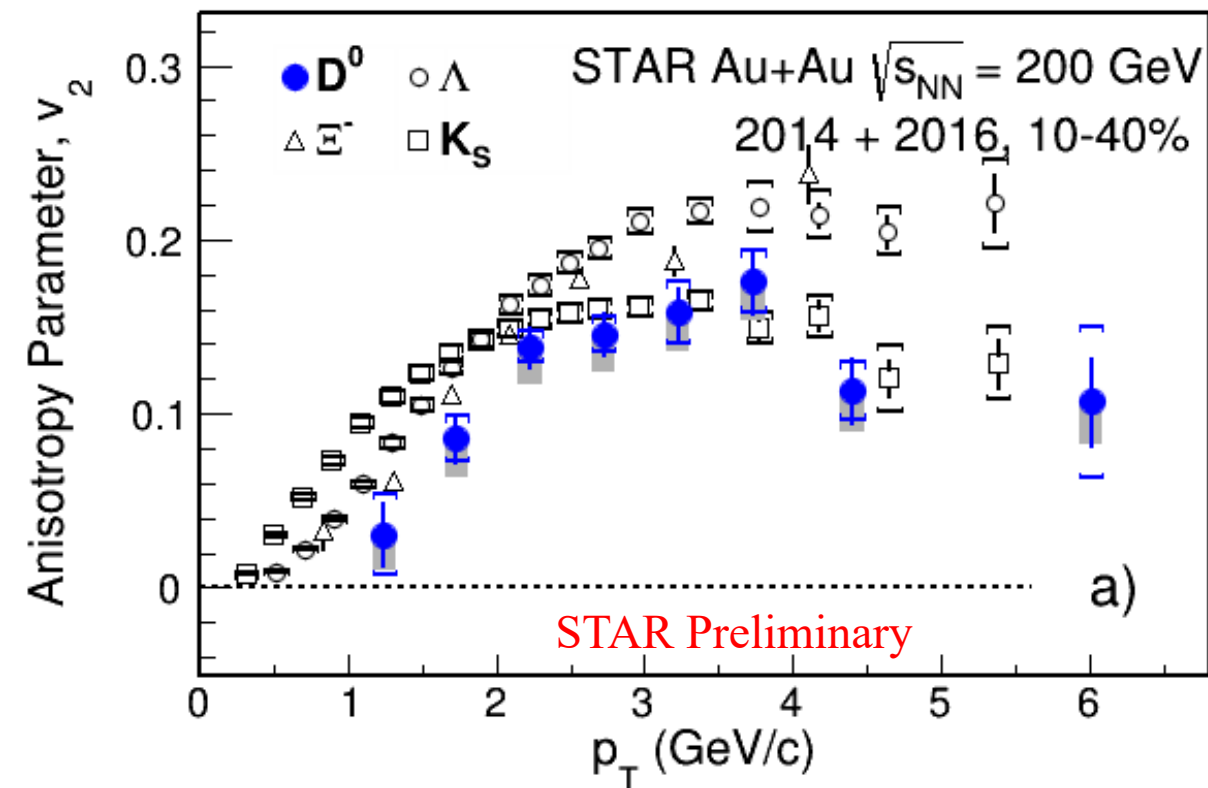 Anisotropy Parameter, v₂
0.3
0.2
0.1
0
D⁰ Λ
Ξ⁻ Kₛ
STAR Au+Au √sNN = 200 GeV
2014 + 2016, 10-40%
a)
STAR Preliminary
0 1 2 3 4 5 6
pT (GeV/c)